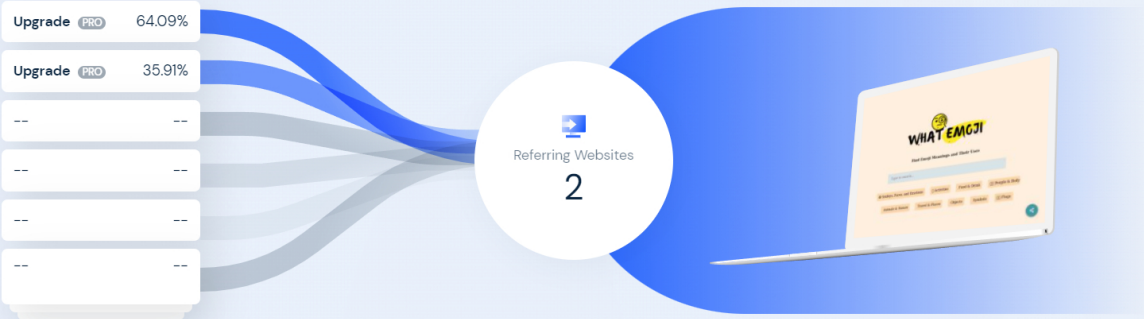 Upgrade PRO 64.09%
Upgrade PRO 35.91%
-- --
-- --
-- --
-- --
Referring Websites
2
WHAT EMOJI
Find Emoji Meanings and Their Uses